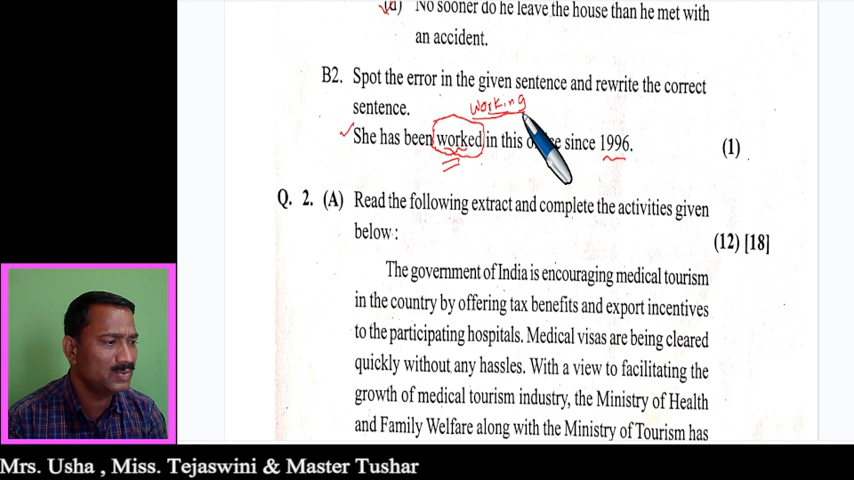 (d) No sooner do he leave the house than he met with
an accident.
B2. Spot the error in the given sentence and rewrite the correct
sentence.
working
She has been worked in this since 1996. (1)
Q. 2. (A) Read the following extract and complete the activities given
below : (12) [18]
The government of India is encouraging medical tourism
in the country by offering tax benefits and export incentives
to the participating hospitals. Medical visas are being cleared
quickly without any hassles. With a view to facilitating the
growth of medical tourism industry, the Ministry of Health
and Family Welfare along with the Ministry of Tourism has
Mrs. Usha , Miss. Tejaswini & Master Tushar